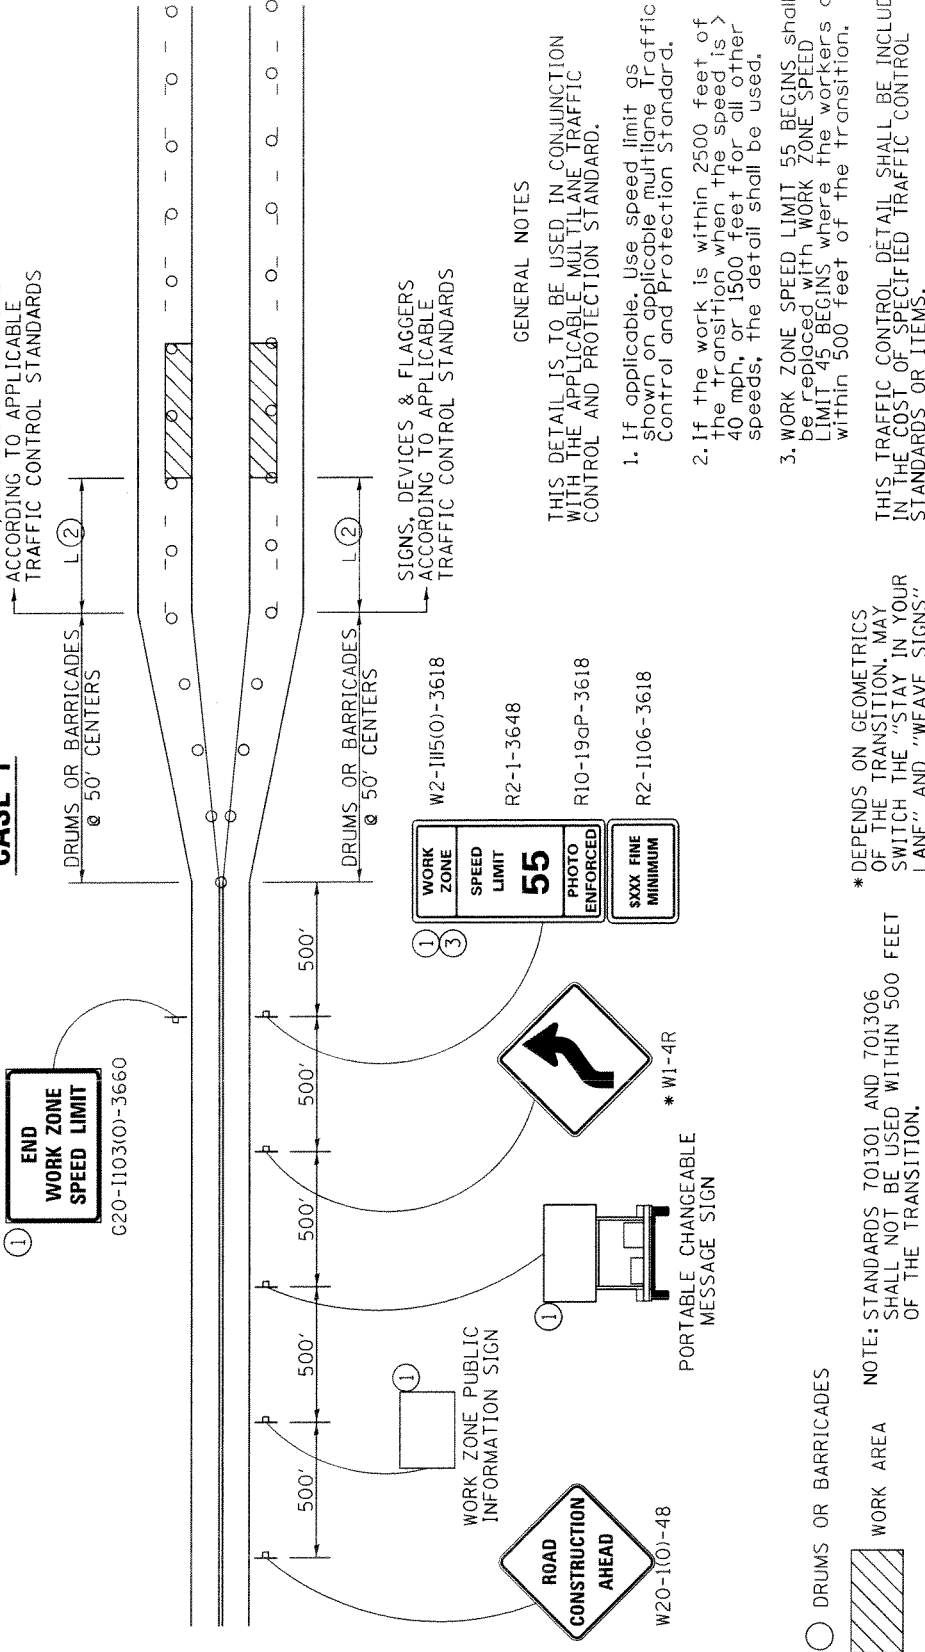 CASE 1
ACCORDING TO APPLICABLE
TRAFFIC CONTROL STANDARDS
L 2
DRUMS OR BARRICADES
@ 50' CENTERS
1
END
WORK ZONE
SPEED LIMIT
G20-I103(O)-3660
500'
500'
500'
500'
500'
DRUMS OR BARRICADES
@ 50' CENTERS
L 2
SIGNS, DEVICES & FLAGGERS
ACCORDING TO APPLICABLE
TRAFFIC CONTROL STANDARDS
ROAD
CONSTRUCTION
AHEAD
W20-1(O)-48
1
WORK ZONE PUBLIC
INFORMATION SIGN
1
PORTABLE CHANGEABLE
MESSAGE SIGN
* W1-4R
1
3
WORK
ZONE
SPEED
LIMIT
55
PHOTO
ENFORCED
$XXX FINE
MINIMUM
W2-I115(O)-3618
R2-1-3648
R10-19aP-3618
R2-I106-3618
GENERAL NOTES
THIS DETAIL IS TO BE USED IN CONJUNCTION
WITH THE APPLICABLE MULTILANE TRAFFIC
CONTROL AND PROTECTION STANDARD.
1. If applicable. Use speed limit as
shown on applicable multilane Traffic
Control and Protection Standard.
2. If the work is within 2500 feet of
the transition when the speed is >
40 mph, or 1500 feet for all other
speeds, the detail shall be used.
3. WORK ZONE SPEED LIMIT 55 BEGINS shall
be replaced with WORK ZONE SPEED
LIMIT 45 BEGINS where the workers
within 500 feet of the transition.
THIS TRAFFIC CONTROL DETAIL SHALL BE INCLUD
IN THE COST OF SPECIFIED TRAFFIC CONTROL
STANDARDS OR ITEMS.
DRUMS OR BARRICADES
WORK AREA
NOTE: STANDARDS 701301 AND 701306
SHALL NOT BE USED WITHIN 500 FEET
OF THE TRANSITION.
* DEPENDS ON GEOMETRICS
OF THE TRANSITION. MAY
SWITCH THE "STAY IN YOUR
LANE" AND "WEAVE SIGNS"